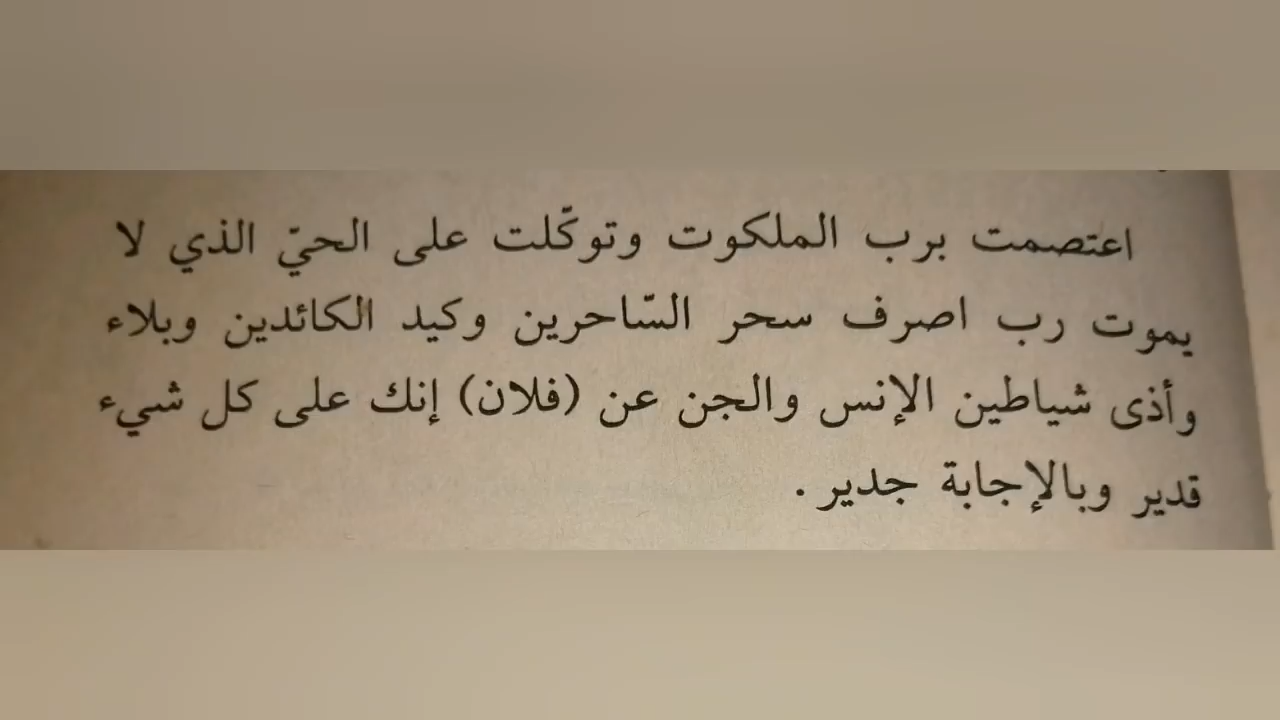 اعتصمت برب الملكوت وتوكّلت على الحيّ الذي لا
يموت رب اصرف سحر السّاحرين وكيد الكائدين وبلاء
وأذى شياطين الإنس والجن عن (فلان) إنك على كل شيء
قدير وبالإجابة جدير .